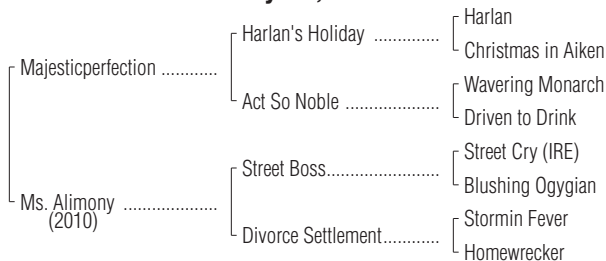 Harlan
Harlan's Holiday ..............
Christmas in Aiken
Majesticperfection ............
Wavering Monarch
Act So Noble ....................
Driven to Drink
Street Cry (IRE)
Street Boss.......................
Blushing Ogygian
Ms. Alimony ....................
(2010)
Stormin Fever
Divorce Settlement............
Homewrecker